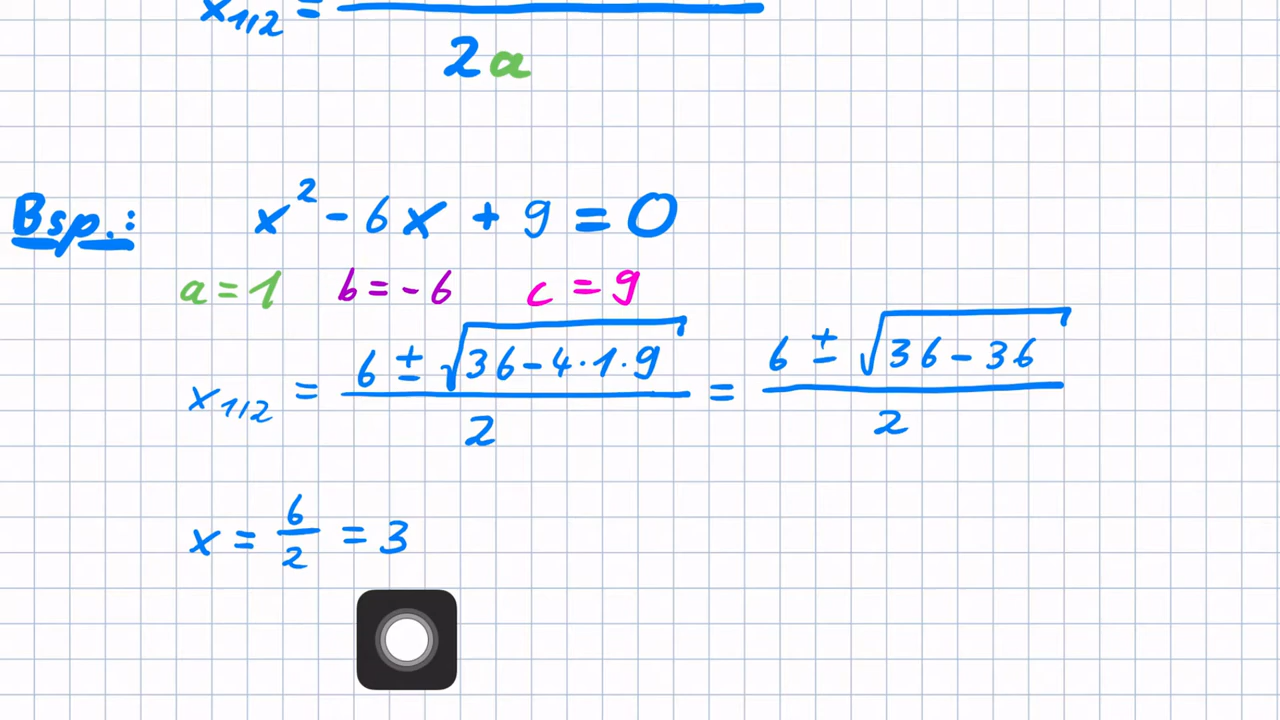 x1/2 =
2a
Bsp.: x² - 6x + 9 = 0
a = 1 b = -6 c = 9
x1/2 = (6 ± √(36 - 4·1·9)) / 2 = (6 ± √(36 - 36)) / 2
x = 6/2 = 3